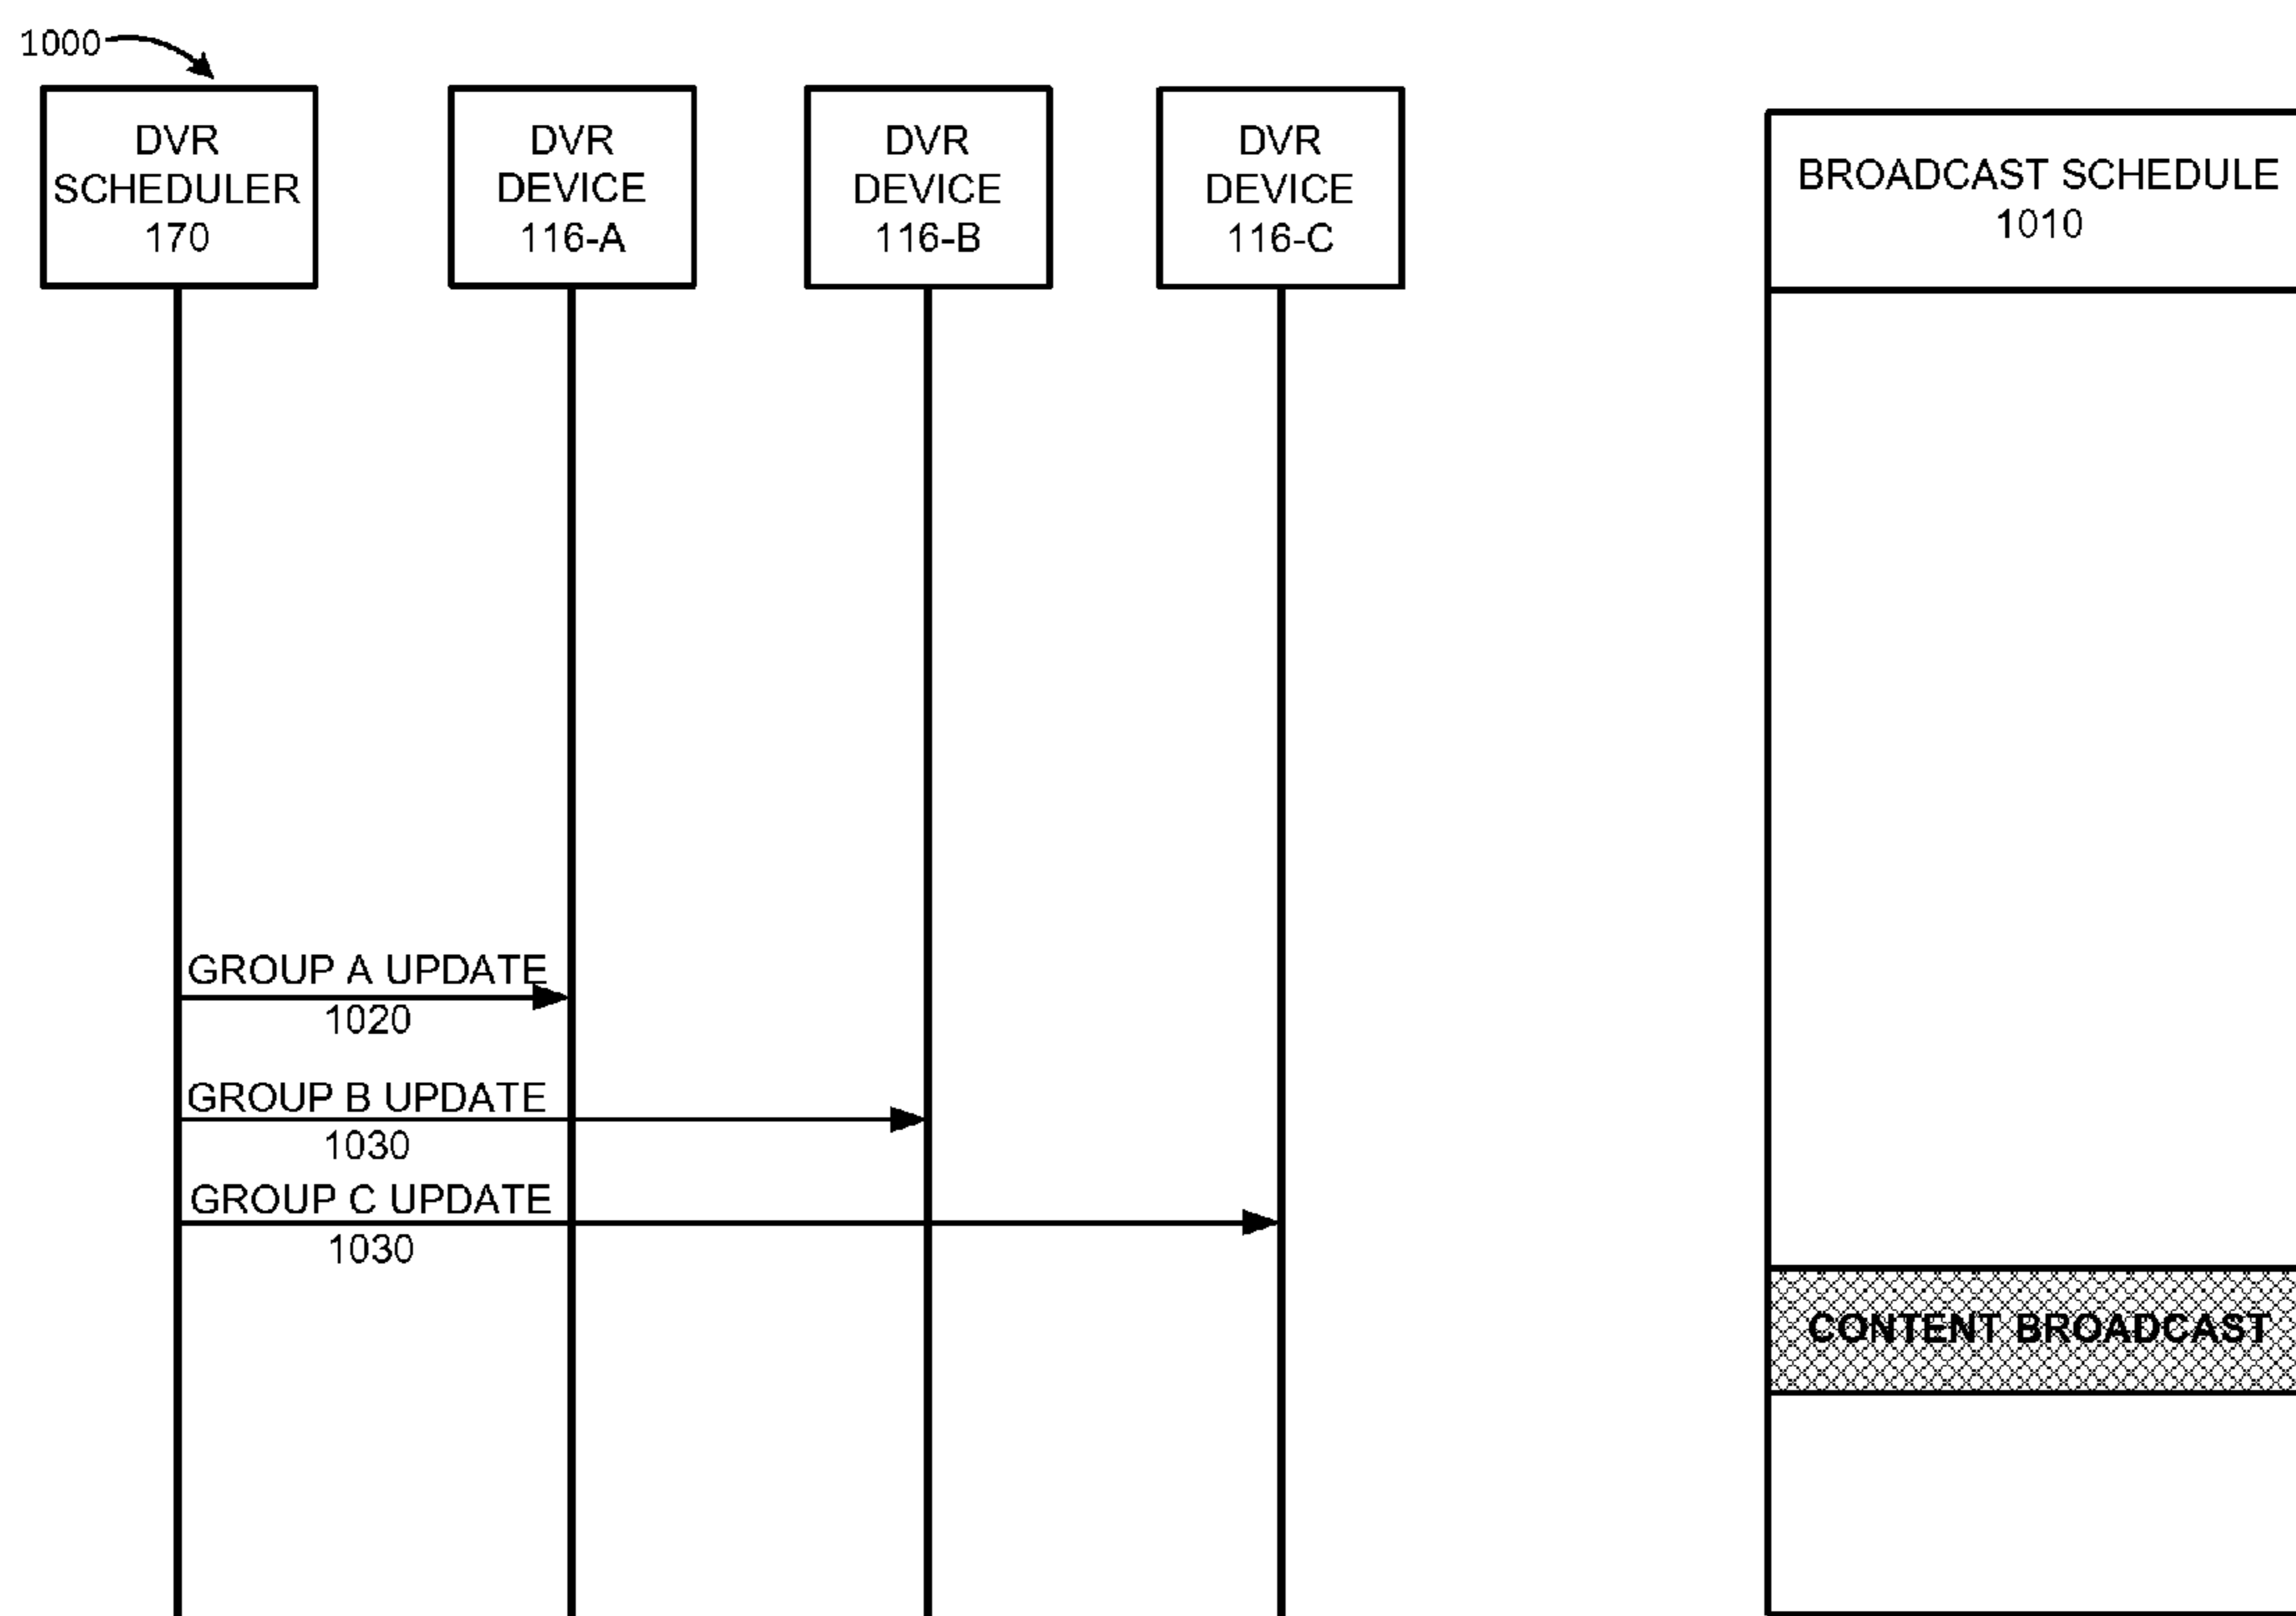 1000
DVR
SCHEDULER
170
DVR
DEVICE
116-A
DVR
DEVICE
116-B
DVR
DEVICE
116-C
BROADCAST SCHEDULE
1010
GROUP A UPDATE
1020
GROUP B UPDATE
1030
GROUP C UPDATE
1030
CONTENT BROADCAST